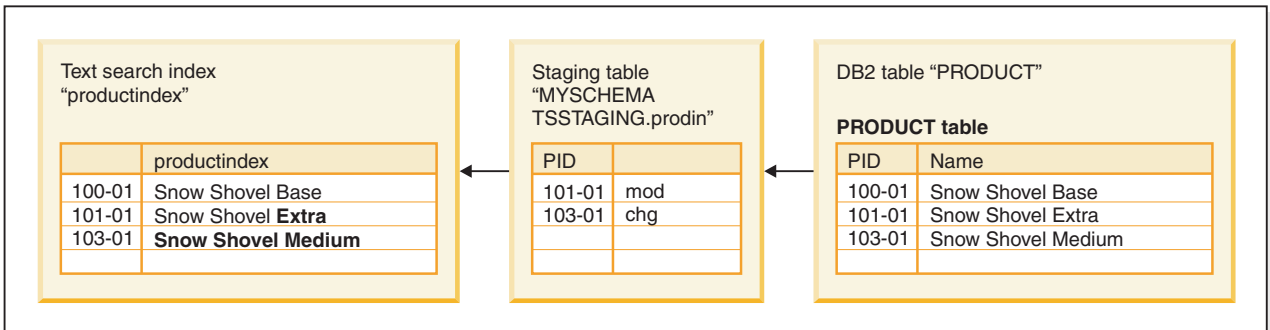 Text search index
“productindex”
productindex
100-01 Snow Shovel Base
101-01 Snow Shovel Extra
103-01 Snow Shovel Medium
Staging table
“MYSCHEMA
TSSTAGING.prodin”
PID
101-01 mod
103-01 chg
DB2 table “PRODUCT”
PRODUCT table
PID Name
100-01 Snow Shovel Base
101-01 Snow Shovel Extra
103-01 Snow Shovel Medium